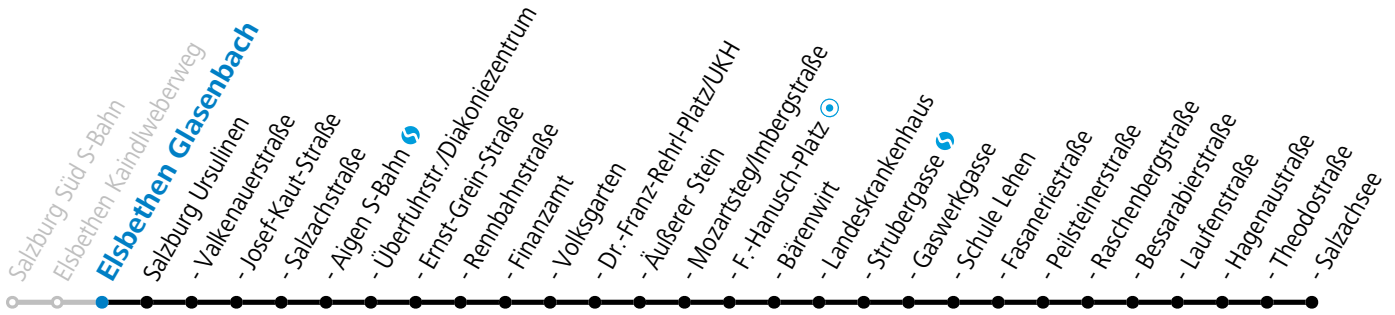 Salzburg Süd S-Bahn
Elsbethen Kaindlweberweg
Elsbethen Glasenbach
Salzburg Ursulinen
- Valkenauerstraße
- Josef-Kaut-Straße
- Salzachstraße
- Aigen S-Bahn
- Überfuhrstr./Diakoniezentrum
- Ernst-Grein-Straße
- Rennbahnstraße
- Finanzamt
- Volksgarten
- Dr.-Franz-Rehrl-Platz/UKH
- Äußerer Stein
- Mozartsteg/Imbergstraße
- F.-Hanusch-Platz
- Bärenwirt
- Landeskrankenhaus
- Strubergasse
- Gaswerkgasse
- Schule Lehen
- Fasaneriestraße
- Peilsteinerstraße
- Raschenbergstraße
- Bessarabierstraße
- Laufenstraße
- Hagenaustraße
- Theodostraße
- Salzachsee